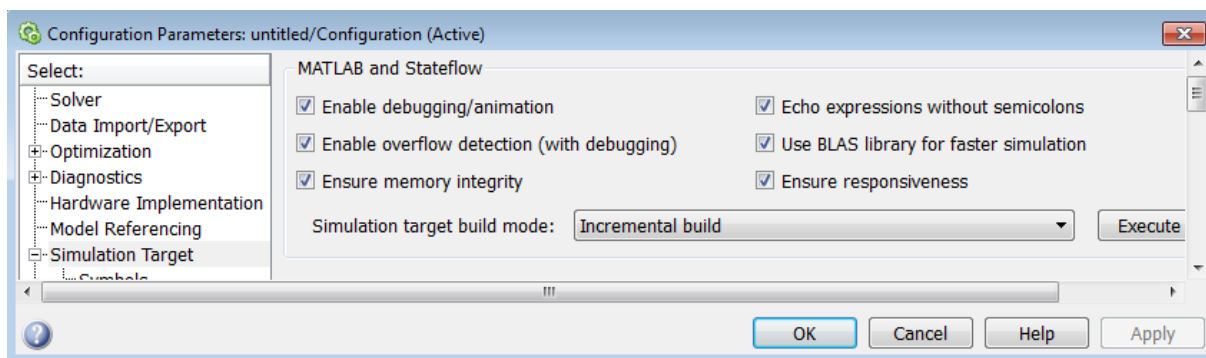 Configuration Parameters: untitled/Configuration (Active)
Select:
Solver
Data Import/Export
Optimization
Diagnostics
Hardware Implementation
Model Referencing
Simulation Target
Symbols
MATLAB and Stateflow
Enable debugging/animation
Echo expressions without semicolons
Enable overflow detection (with debugging)
Use BLAS library for faster simulation
Ensure memory integrity
Ensure responsiveness
Simulation target build mode: Incremental build Execute
OK Cancel Help Apply